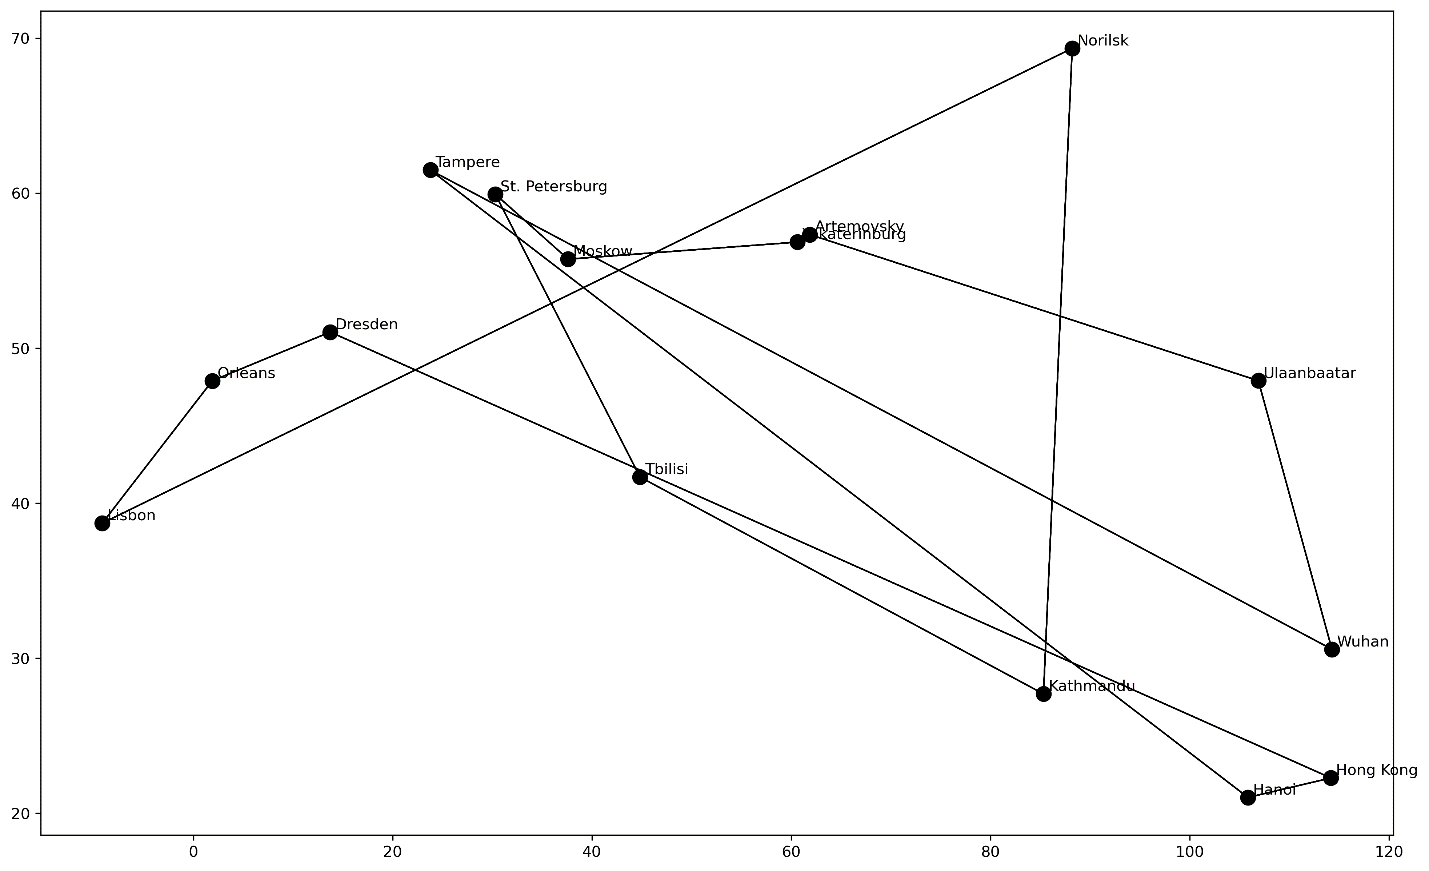 70
Norilsk
Tampere
60
St. Petersburg
Artemovsky
Moskow
50
Dresden
Orleans
Ulaanbaatar
Tbilisi
40
Lisbon
Wuhan
30
Kathmandu
Hong Kong
Hanoi
20
0 20 40 60 80 100 120